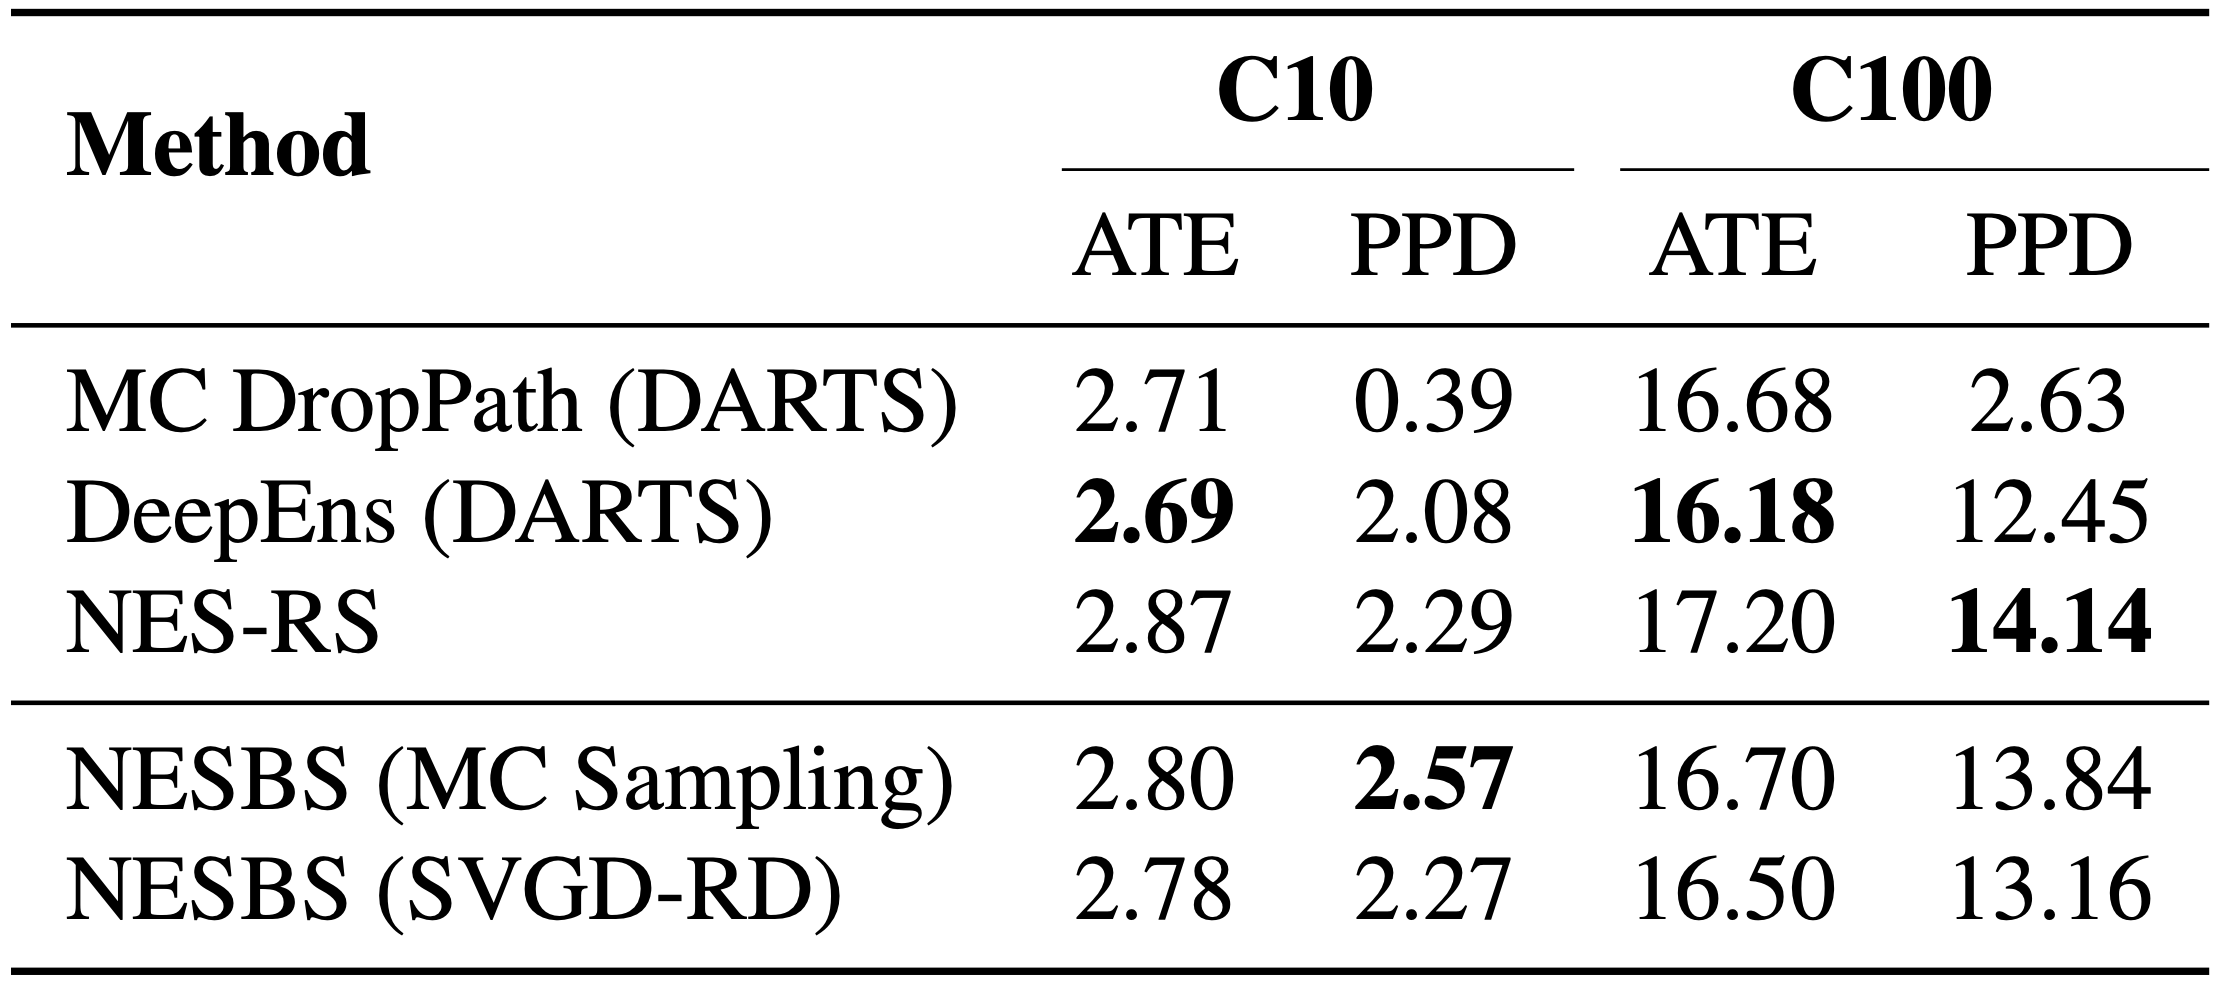 Method C10 C100
ATE PPD ATE PPD
MC DropPath (DARTS) 2.71 0.39 16.68 2.63
DeepEns (DARTS) 2.69 2.08 16.18 12.45
NES-RS 2.87 2.29 17.20 14.14
NESBS (MC Sampling) 2.80 2.57 16.70 13.84
NESBS (SVGD-RD) 2.78 2.27 16.50 13.16